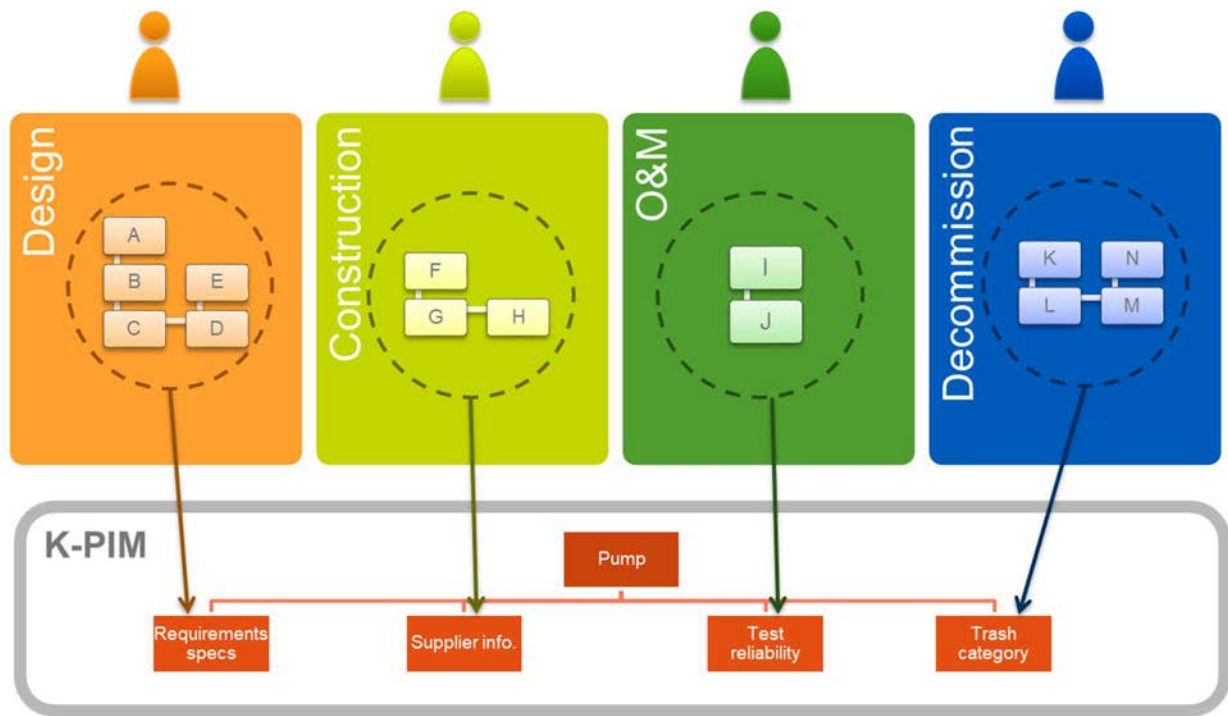 Design
A
B
E
C
D
Construction
F
G
H
O&M
I
J
Decommission
K
N
L
M
K-PIM
Pump
Requirements
specs
Supplier info.
Test
reliability
Trash
category